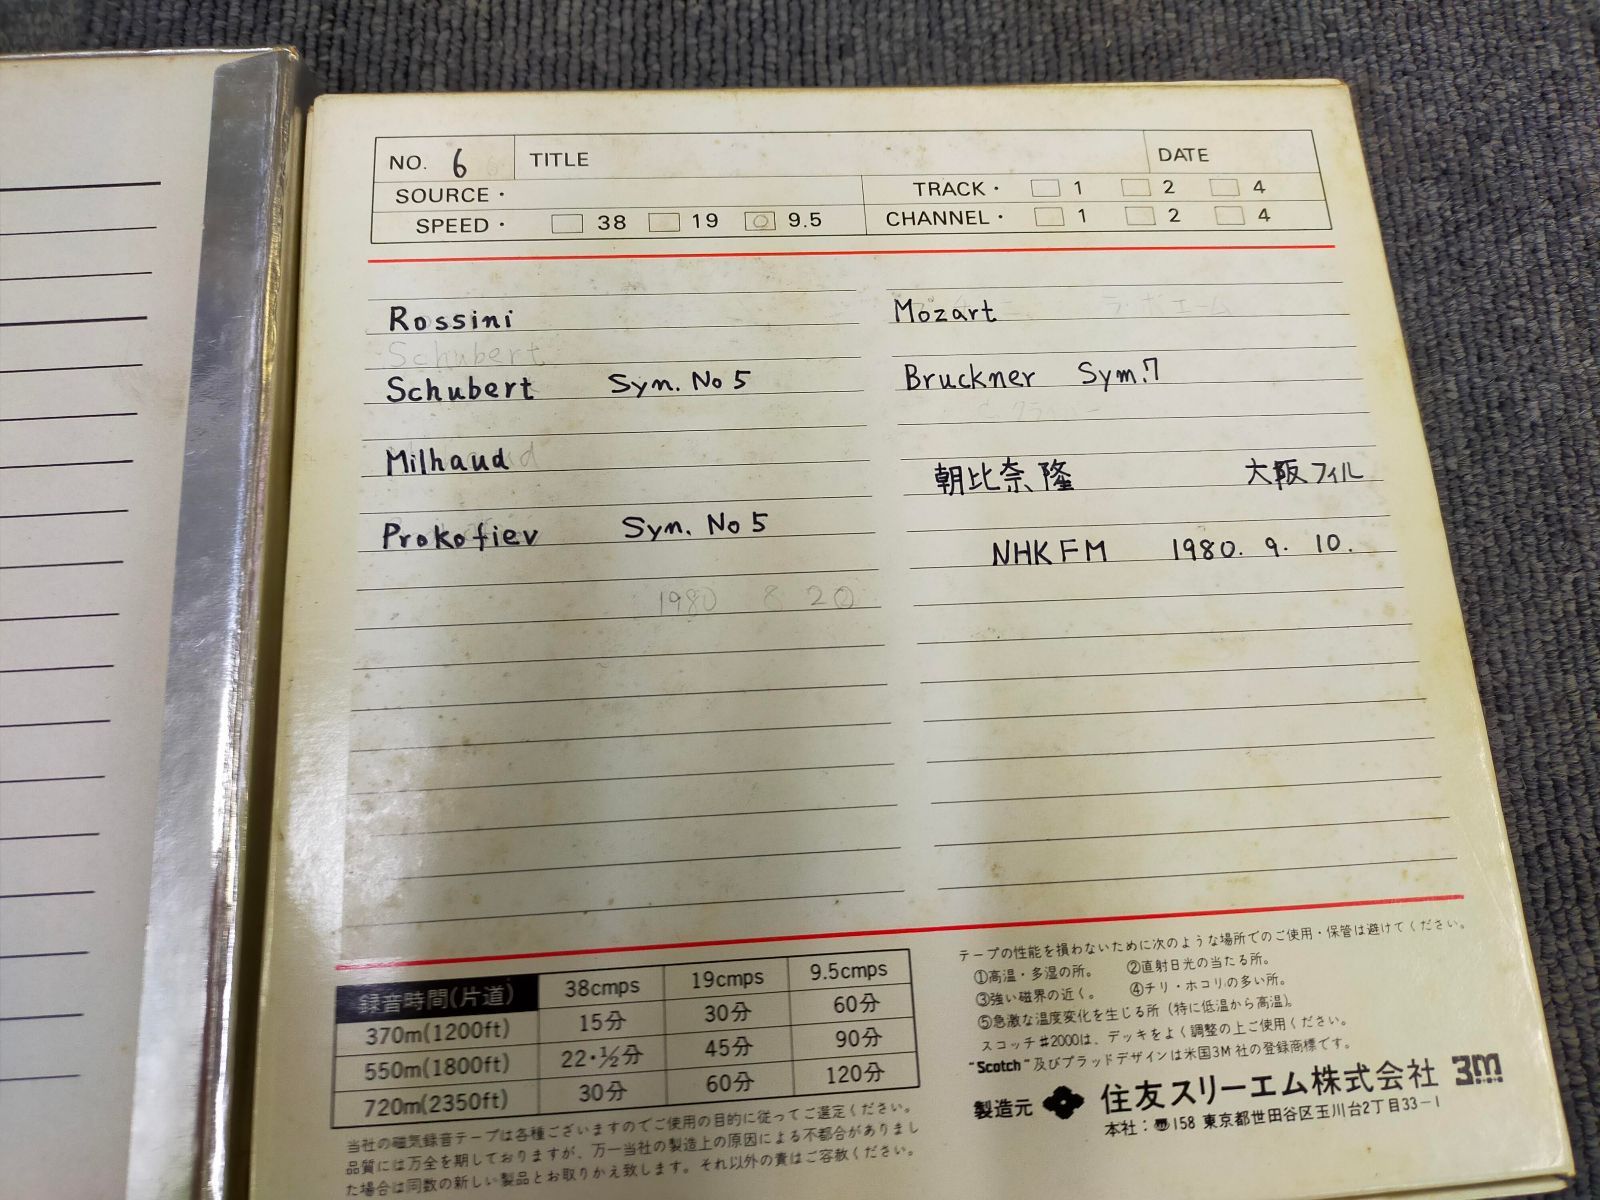 NO. 6 TITLE DATE
SOURCE・ TRACK・ 1 2 4
SPEED・ 38 19 9.5 CHANNEL・ 1 2 4
Rossini
Schubert
Schubert Sym. No 5
Milhaud
Prokofiev Sym. No 5
1980 8 20
Mozart
ラ・ボエーム
Bruckner Sym.7
C クライバー
朝比奈 隆 大阪フィル
NHK FM 1980. 9. 10.
録音時間(片道) 38cmps 19cmps 9.5cmps
370m(1200ft) 15分 30分 60分
550m(1800ft) 22・½分 45分 90分
720m(2350ft) 30分 60分 120分
当社の磁気録音テープは各種ございますのでご使用の目的に従ってご選定ください。
品質には万全を期しておりますが、万一当社の製造上の原因による不都合がありまし
た場合は同数の新しい製品とお取りかえ致します。それ以外の責はご容赦ください。
テープの性能を損わないために次のような場所でのご使用・保管は避けてください。
①高温・多湿の所。 ②直射日光の当たる所。
③強い磁界の近く。 ④チリ・ホコリの多い所。
⑤急激な温度変化を生じる所(特に低温から高温)。
スコッチ#2000は、デッキをよく調整の上ご使用ください。
"Scotch"及びプラッドデザインは米国3M社の登録商標です。
製造元 住友スリーエム株式会社 3M
本社:〠158 東京都世田谷区玉川台2丁目33-1